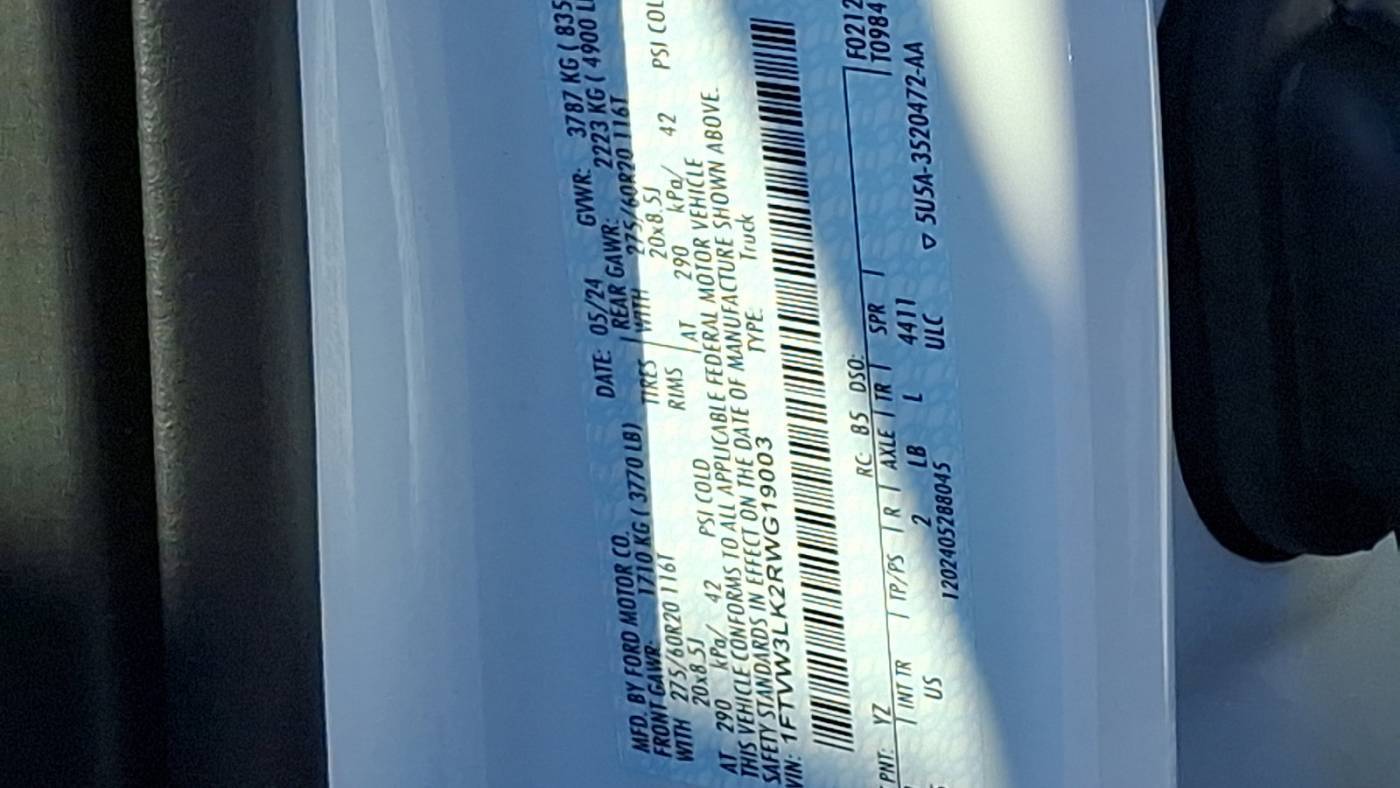 MFD. BY FORD MOTOR CO. DATE: 05/24 GVWR: 3787 KG ( 835
FRONT GAWR: 1710 KG ( 3770 LB) REAR GAWR: 2223 KG ( 4900 L
WITH 275/60R20 116T TIRES WITH 275/60R20 116T
20x8.5J RIMS 20x8.5J
AT 290 kPa/ 42 PSI COLD AT 290 kPa/ 42 PSI COL
THIS VEHICLE CONFORMS TO ALL APPLICABLE FEDERAL MOTOR VEHICLE
SAFETY STANDARDS IN EFFECT ON THE DATE OF MANUFACTURE SHOWN ABOVE.
VIN: 1FTVW3LK2RWG19003 TYPE: Truck
PNT: YZ RC: B5 DSO: F0212
INT TR TP/PS R AXLE TR SPR T0984
US 2 LB L 4411 ▽ 5U5A-3520472-AA
1202405288045 ULC